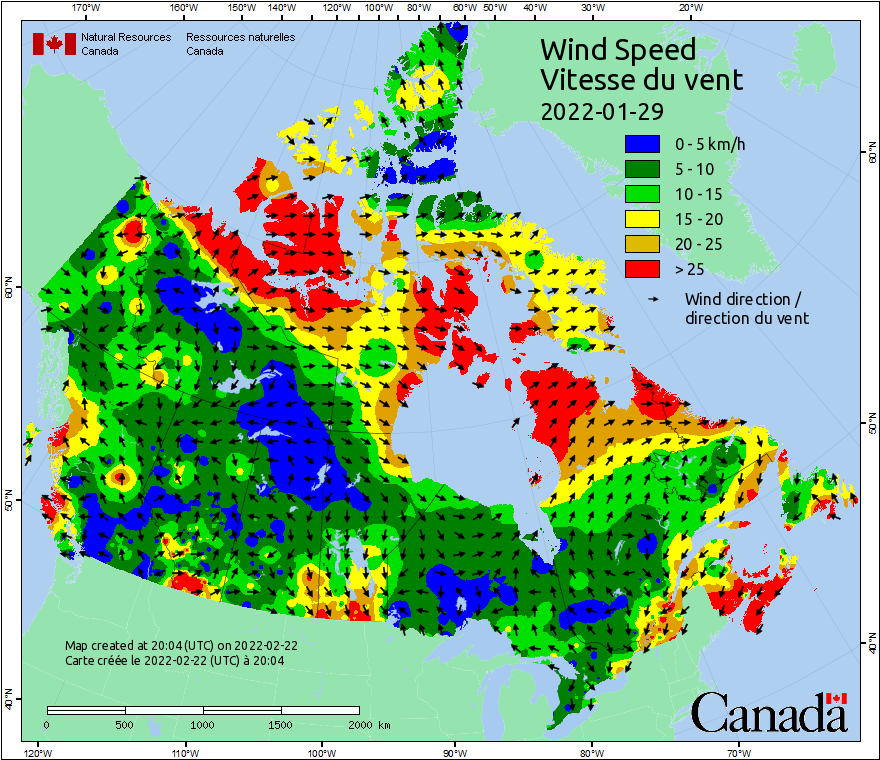 170°W 160°W 150°W 140°W 120°W 100°W 80°W 60°W 50°W 40°W 30°W 20°W
Natural Resources Ressources naturelles
Canada Canada
Wind Speed
Vitesse du vent
2022-01-29
0 - 5 km/h
5 - 10
10 - 15
15 - 20
20 - 25
> 25
Wind direction /
direction du vent
60°N
50°N
40°N
60°N
50°N
40°N
Map created at 20:04 (UTC) on 2022-02-22
Carte créée le 2022-02-22 (UTC) à 20:04
0 500 1000 1500 2000 km
Canada
120°W 110°W 100°W 90°W 80°W 70°W